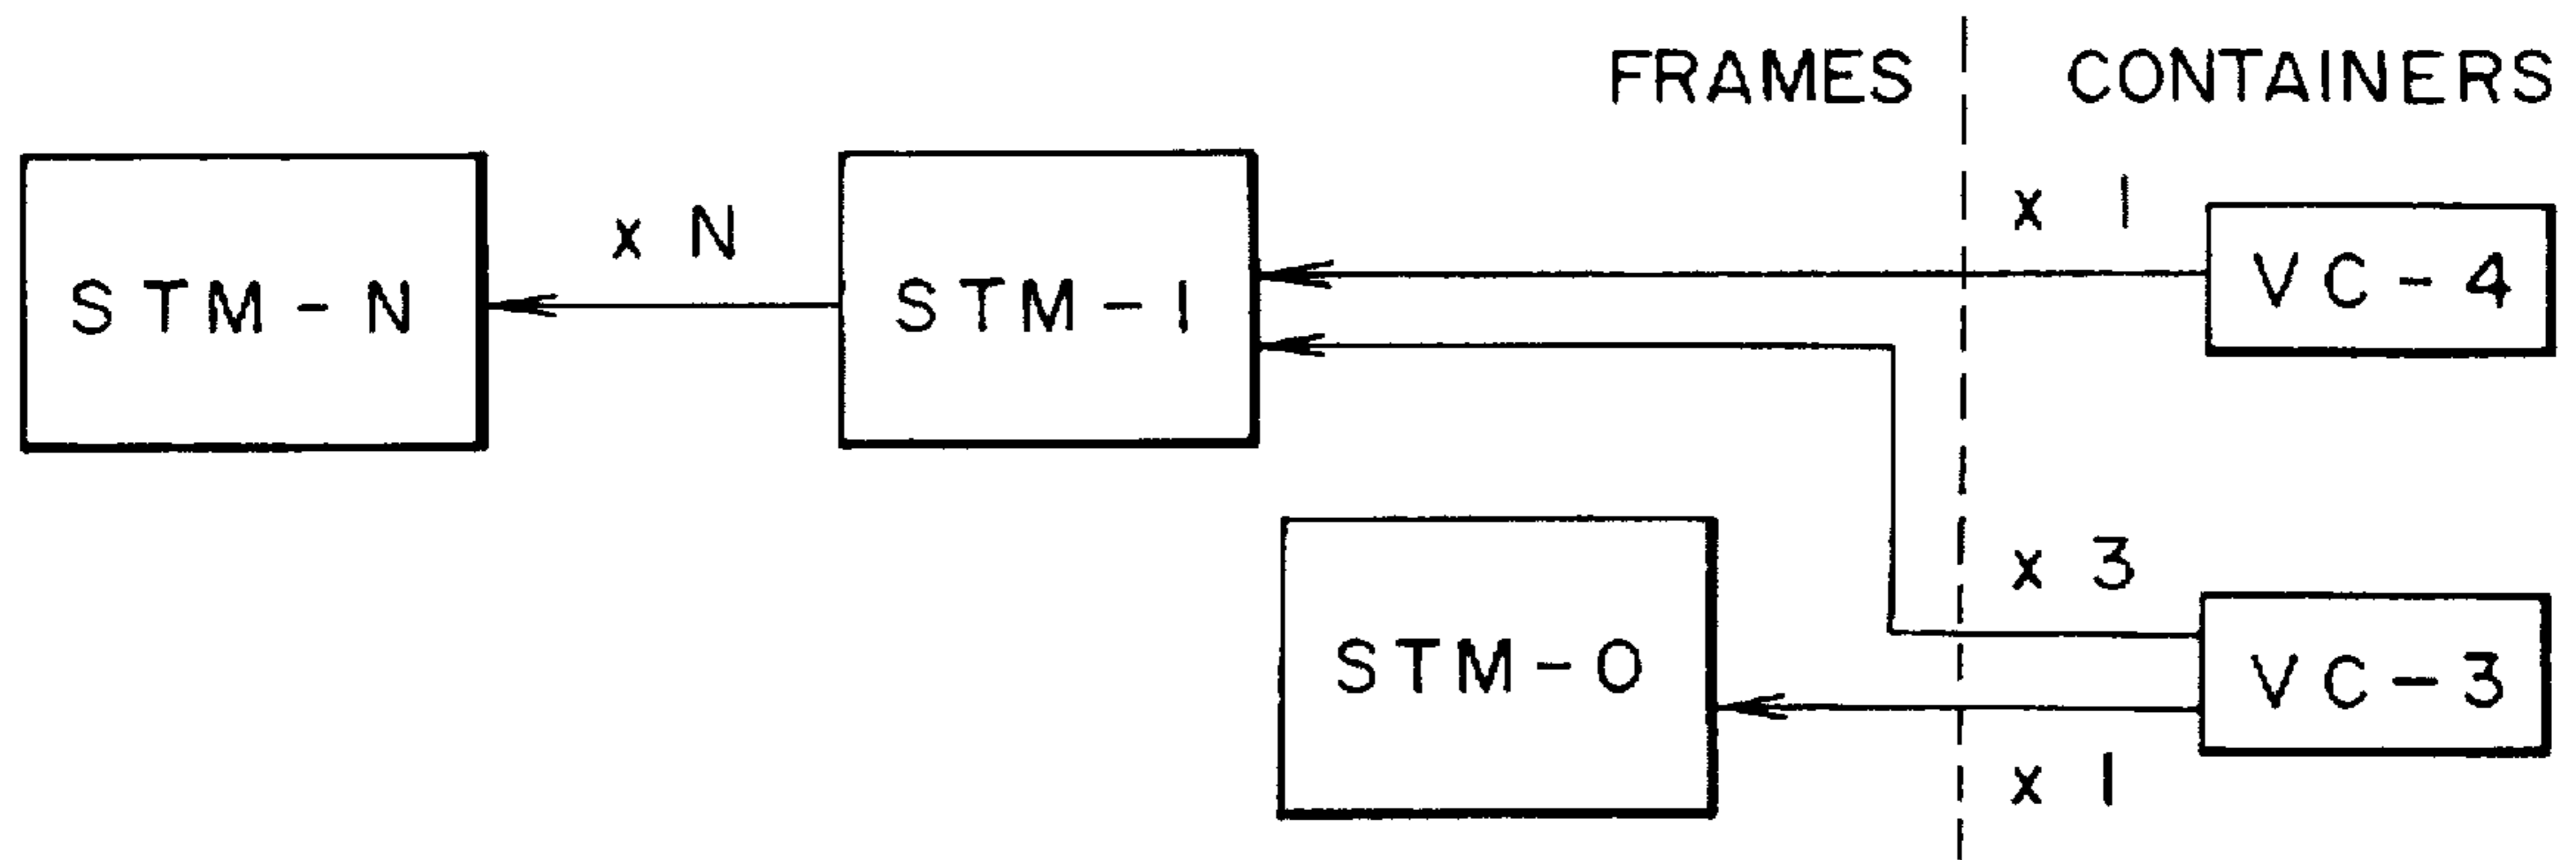 FRAMES CONTAINERS
x 1
x N
VC-4
STM-N
STM-1
x 3
STM-0
VC-3
x 1